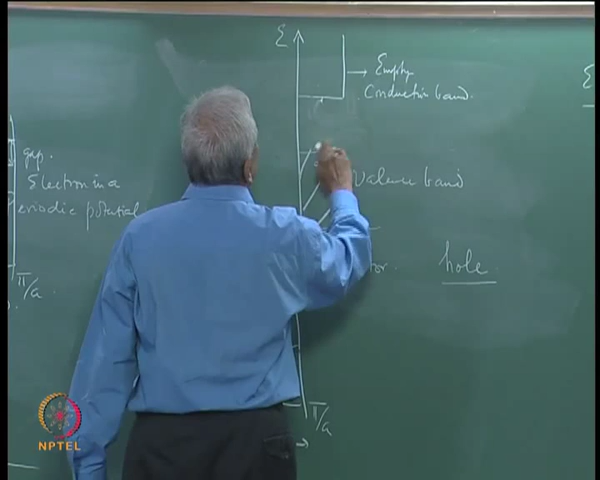 ε
Empty
Conduction band
gap.
Electron in a
Periodic potential
Valence band
hole
π/a
π/a
NPTEL